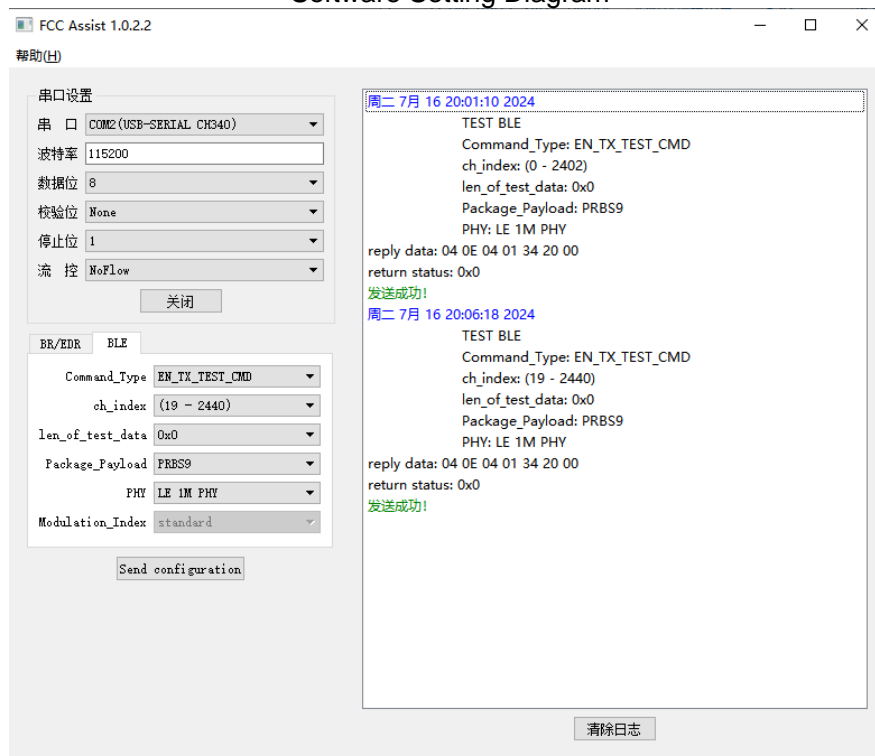 Software Setting Diagram
FCC Assist 1.0.2.2
帮助(H)
串口设置
串 口 COM2(USB-SERIAL CH340)
波特率 115200
数据位 8
校验位 None
停止位 1
流 控 NoFlow
关闭
BR/EDR BLE
Command_Type EN_TX_TEST_CMD
ch_index (19 - 2440)
len_of_test_data 0x0
Package_Payload PRBS9
PHY LE 1M PHY
Modulation_Index standard
Send configuration
周二 7月 16 20:01:10 2024
TEST BLE
Command_Type: EN_TX_TEST_CMD
ch_index: (0 - 2402)
len_of_test_data: 0x0
Package_Payload: PRBS9
PHY: LE 1M PHY
reply data: 04 0E 04 01 34 20 00
return status: 0x0
发送成功!
周二 7月 16 20:06:18 2024
TEST BLE
Command_Type: EN_TX_TEST_CMD
ch_index: (19 - 2440)
len_of_test_data: 0x0
Package_Payload: PRBS9
PHY: LE 1M PHY
reply data: 04 0E 04 01 34 20 00
return status: 0x0
发送成功!
清除日志